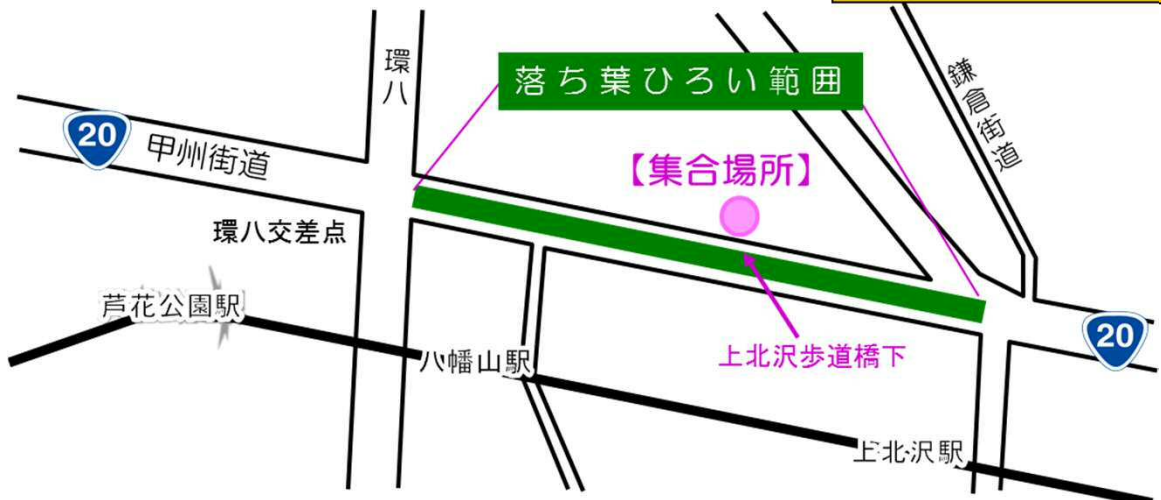 環八
落ち葉ひろい範囲
鎌倉街道
20
甲州街道
【集合場所】
環八交差点
芦花公園駅
八幡山駅
上北沢歩道橋下
20
上北沢駅